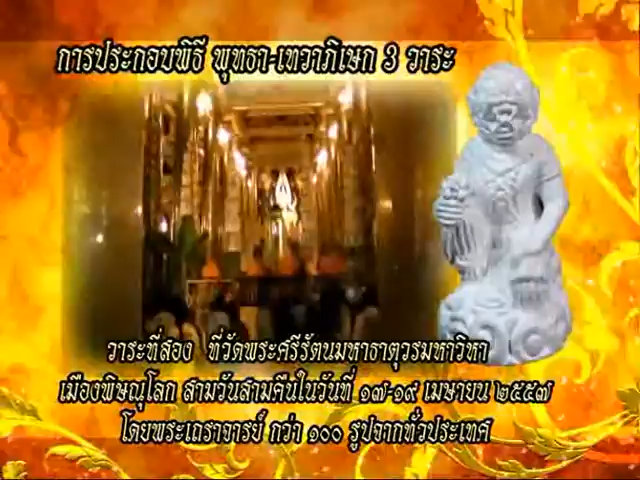 การประกอบพิธี พุทธา-เทวาภิเษก 3 วาระ
วาระที่สอง ที่วัดพระศรีรัตนมหาธาตุวรมหาวิหา
เมืองพิษณุโลก สามวันสามคืนในวันที่ ๑๗-๑๙ เมษายน ๒๕๕๗
โดยพระเถราจารย์ กว่า ๑๐๐ รูปจากทั่วประเทศ